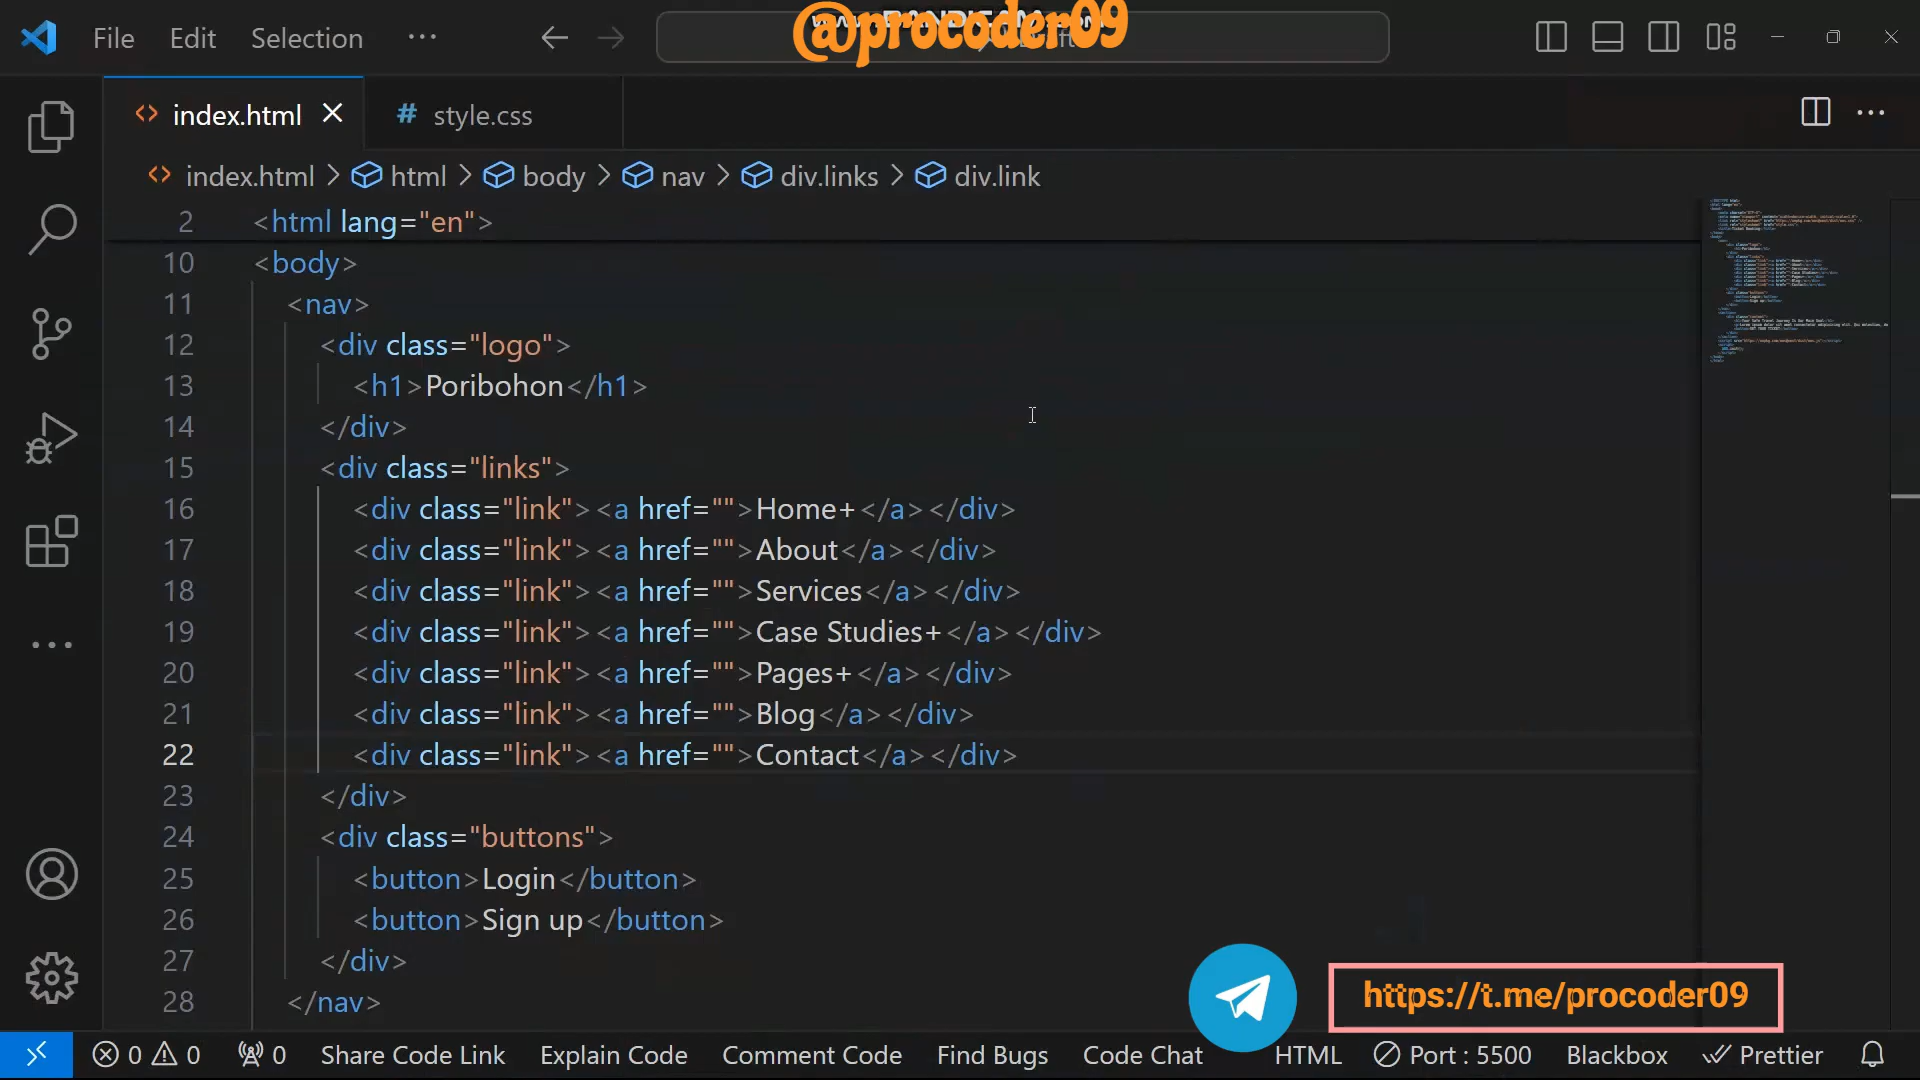 File Edit Selection ···
@procoder09
index.html
# style.css
index.html > html > body > nav > div.links > div.link
2 <html lang="en">
10 <body>
11 <nav>
12 <div class="logo">
13 <h1>Poribohon</h1>
14 </div>
15 <div class="links">
16 <div class="link"><a href="">Home+</a></div>
17 <div class="link"><a href="">About</a></div>
18 <div class="link"><a href="">Services</a></div>
19 <div class="link"><a href="">Case Studies+</a></div>
20 <div class="link"><a href="">Pages+</a></div>
21 <div class="link"><a href="">Blog</a></div>
22 <div class="link"><a href="">Contact</a></div>
23 </div>
24 <div class="buttons">
25 <button>Login</button>
26 <button>Sign up</button>
27 </div>
28 </nav>
https://t.me/procoder09
0 0 0 Share Code Link Explain Code Comment Code Find Bugs Code Chat HTML Port : 5500 Blackbox Prettier